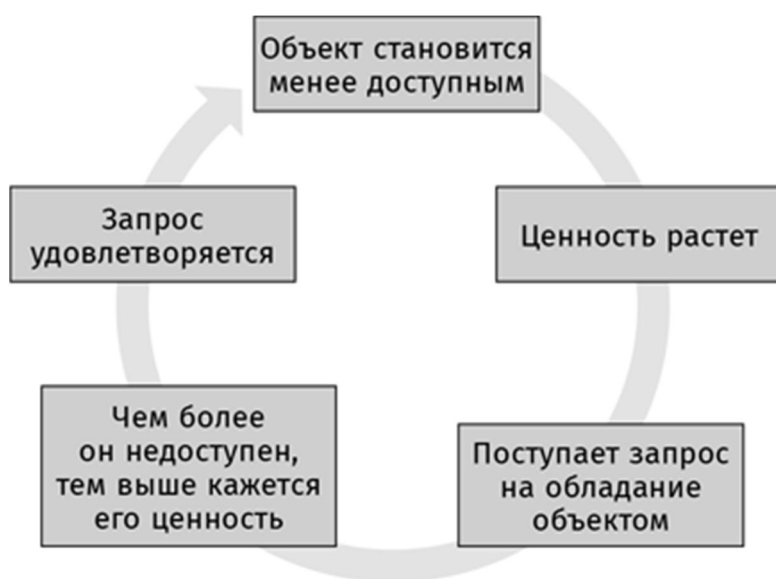 Объект становится
менее доступным
Ценность растет
Поступает запрос
на обладание
объектом
Чем более
он недоступен,
тем выше кажется
его ценность
Запрос
удовлетворяется